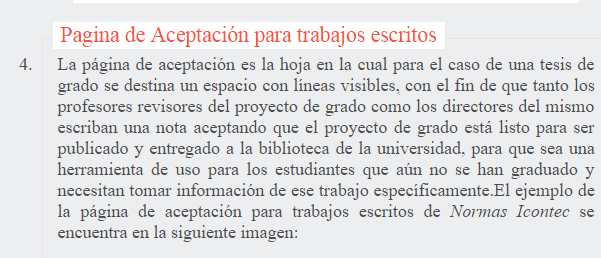 Pagina de Aceptación para trabajos escritos
4. La página de aceptación es la hoja en la cual para el caso de una tesis de
grado se destina un espacio con líneas visibles, con el fin de que tanto los
profesores revisores del proyecto de grado como los directores del mismo
escriban una nota aceptando que el proyecto de grado está listo para ser
publicado y entregado a la biblioteca de la universidad, para que sea una
herramienta de uso para los estudiantes que aún no se han graduado y
necesitan tomar información de ese trabajo específicamente.El ejemplo de
la página de aceptación para trabajos escritos de Normas Icontec se
encuentra en la siguiente imagen: